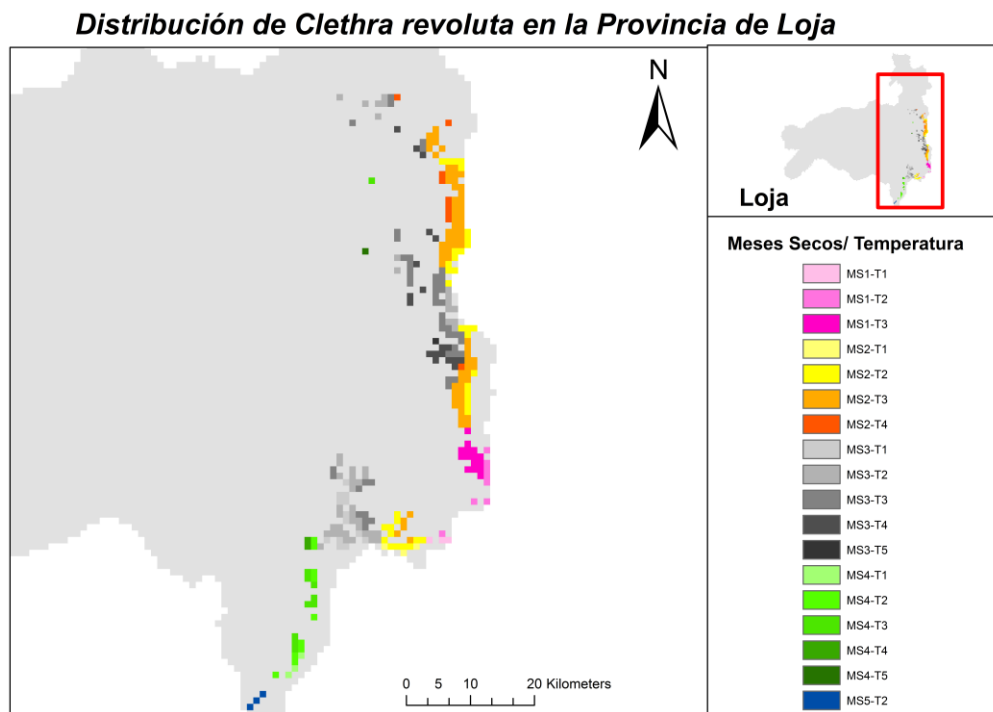 Distribución de Clethra revoluta en la Provincia de Loja
N
Loja
Meses Secos/ Temperatura
MS1-T1
MS1-T2
MS1-T3
MS2-T1
MS2-T2
MS2-T3
MS2-T4
MS3-T1
MS3-T2
MS3-T3
MS3-T4
MS3-T5
MS4-T1
MS4-T2
MS4-T3
MS4-T4
MS4-T5
MS5-T2
0 5 10 20 Kilometers